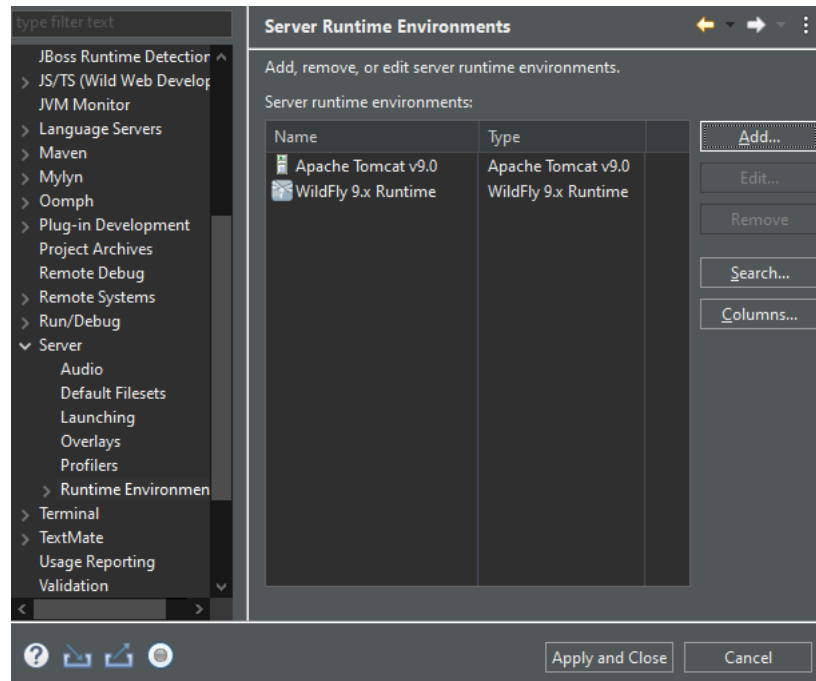 type filter text
JBoss Runtime Detection
JS/TS (Wild Web Develop
JVM Monitor
Language Servers
Maven
Mylyn
Oomph
Plug-in Development
Project Archives
Remote Debug
Remote Systems
Run/Debug
Server
Audio
Default Filesets
Launching
Overlays
Profilers
Runtime Environmen
Terminal
TextMate
Usage Reporting
Validation
Server Runtime Environments
Add, remove, or edit server runtime environments.
Server runtime environments:
Name Type
Apache Tomcat v9.0 Apache Tomcat v9.0
WildFly 9.x Runtime WildFly 9.x Runtime
Add...
Edit...
Remove
Search...
Columns...
Apply and Close Cancel